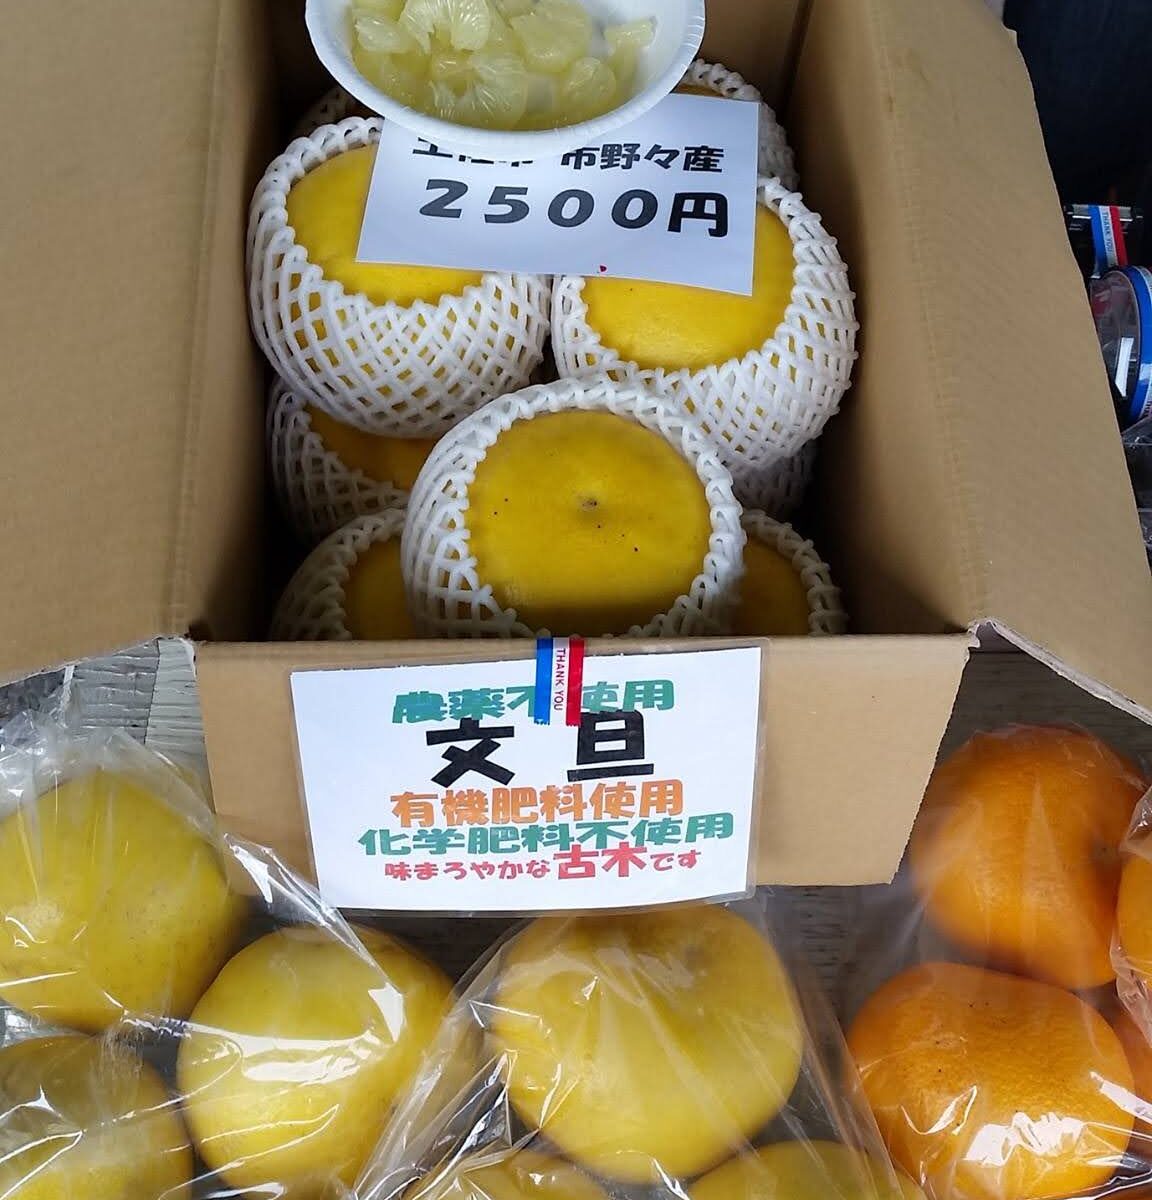 市野々産
2500円
THANK YOU
農薬不使用
文旦
有機肥料使用
化学肥料不使用
味まろやかな古木です
THANK YOU